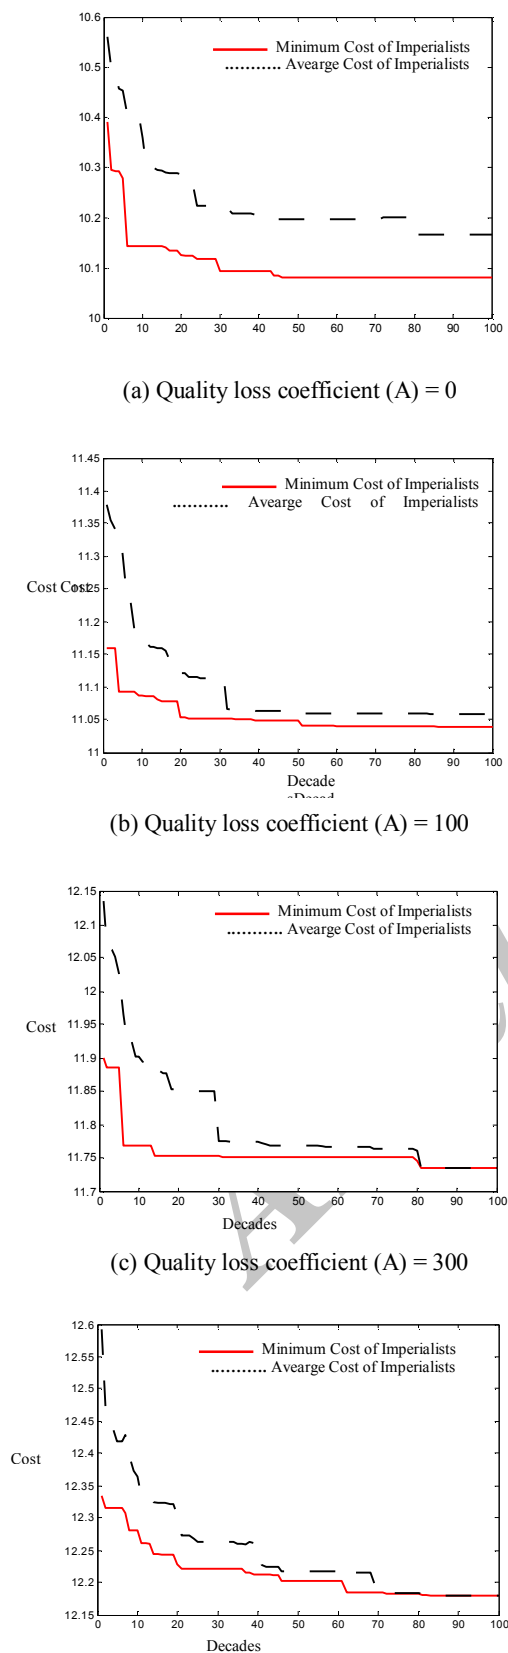 10.6
Minimum Cost of Imperialists
Avearge Cost of Imperialists
10.5
10.4
10.3
10.2
10.1
10
0 10 20 30 40 50 60 70 80 90 100
(a) Quality loss coefficient (A) = 0
11.45
Minimum Cost of Imperialists
11.4
Avearge Cost of Imperialists
11.35
11.3
Cost Cost
11.25
11.2
11.15
11.1
11.05
11
0 10 20 30 40 50 60 70 80 90 100
Decade
sDecad
(b) Quality loss coefficient (A) = 100
12.15
Minimum Cost of Imperialists
12.1
Avearge Cost of Imperialists
12.05
12
11.95
Cost
11.9
11.85
11.8
11.75
11.7
0 10 20 30 40 50 60 70 80 90 100
Decades
(c) Quality loss coefficient (A) = 300
12.6
Minimum Cost of Imperialists
12.55
Avearge Cost of Imperialists
12.5
12.45
12.4
Cost
12.35
12.3
12.25
12.2
12.15
0 10 20 30 40 50 60 70 80 90 100
Decades